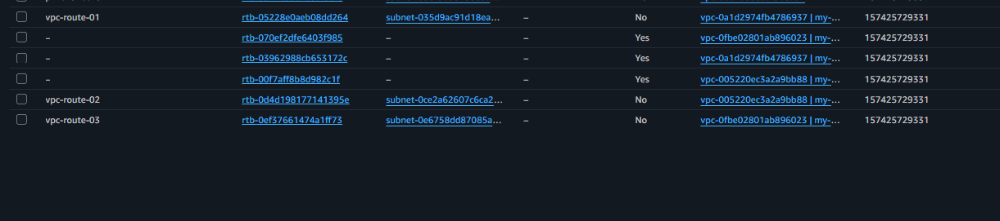 vpc-route-01 rtb-05228e0aeb08dd264 subnet-035d9ac91d18ea... – No vpc-0a1d2974fb4786937 | my-... 157425729331
– rtb-070ef2dfe6403f985 – – Yes vpc-0fbe02801ab896023 | my-... 157425729331
– rtb-03962988cb653172c – – Yes vpc-0a1d2974fb4786937 | my-... 157425729331
– rtb-00f7aff8b8d982c1f – – Yes vpc-005220ec3a2a9bb88 | my-... 157425729331
vpc-route-02 rtb-0d4d198177141395e subnet-0ce2a62607c6ca2... – No vpc-005220ec3a2a9bb88 | my-... 157425729331
vpc-route-03 rtb-0ef37661474a1ff73 subnet-0e6758dd87085a... – No vpc-0fbe02801ab896023 | my-... 157425729331